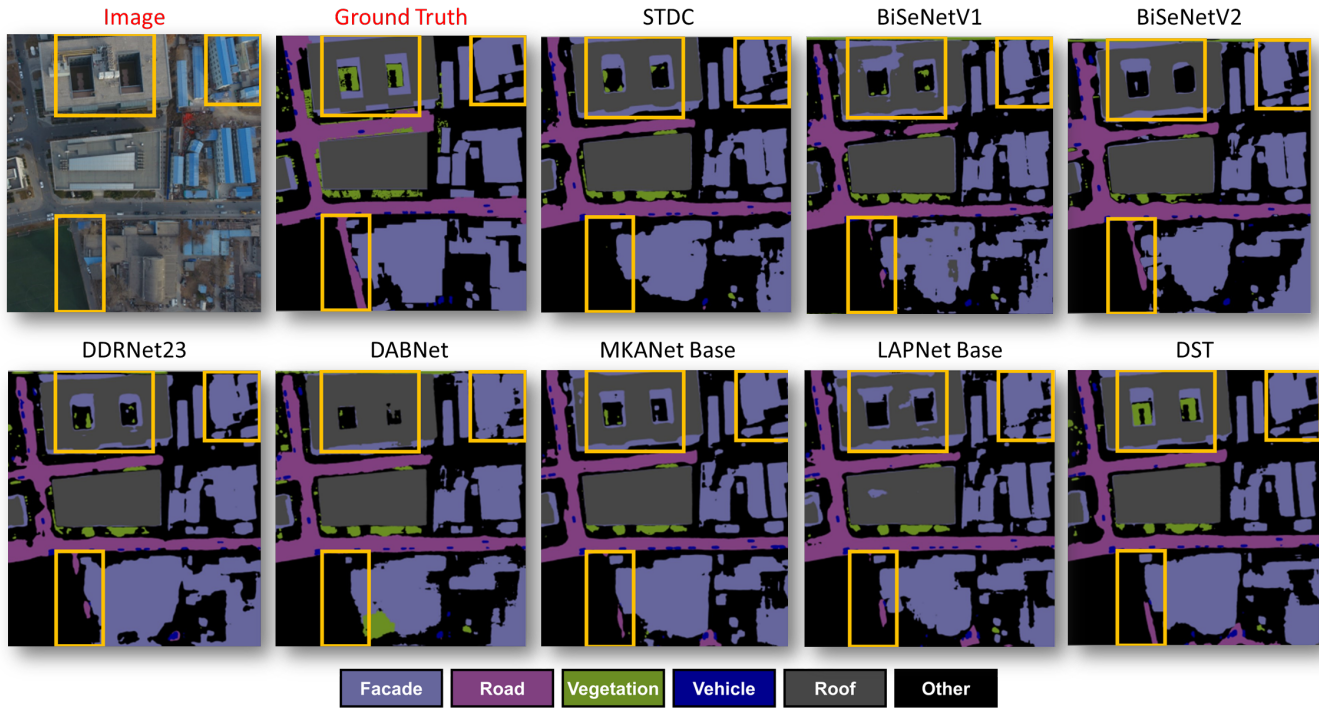 Image
Ground Truth
STDC
BiSeNetV1
BiSeNetV2
DDRNet23
DABNet
MKANet Base
LAPNet Base
DST
Facade
Road
Vegetation
Vehicle
Roof
Other